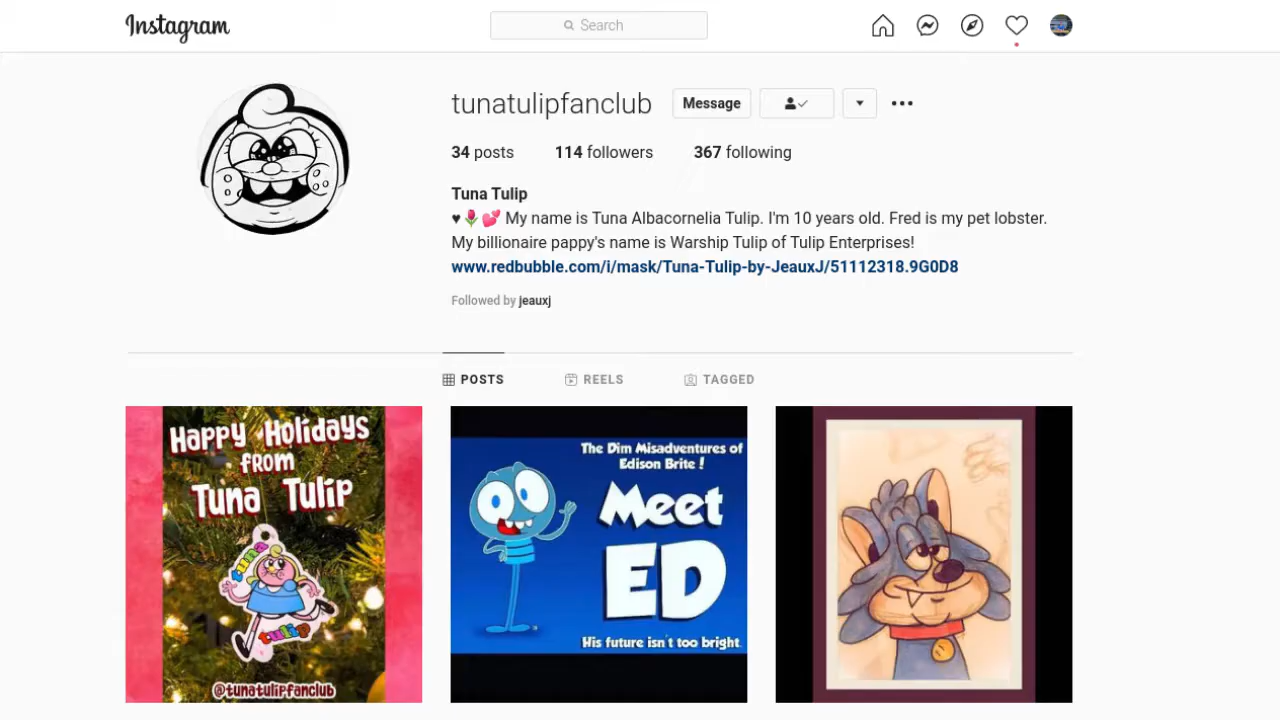 Instagram
Search
tunatulipfanclub
Message
34 posts
114 followers
367 following
Tuna Tulip
♥🌷💕 My name is Tuna Albacornelia Tulip. I'm 10 years old. Fred is my pet lobster.
My billionaire pappy's name is Warship Tulip of Tulip Enterprises!
www.redbubble.com/i/mask/Tuna-Tulip-by-JeauxJ/51112318.9G0D8
Followed by jeauxj
POSTS
REELS
TAGGED
Happy Holidays
from
Tuna Tulip
tuna
tulip
@tunatulipfanclub
The Dim Misadventures of
Edison Brite!
Meet
ED
His future isn't too bright.